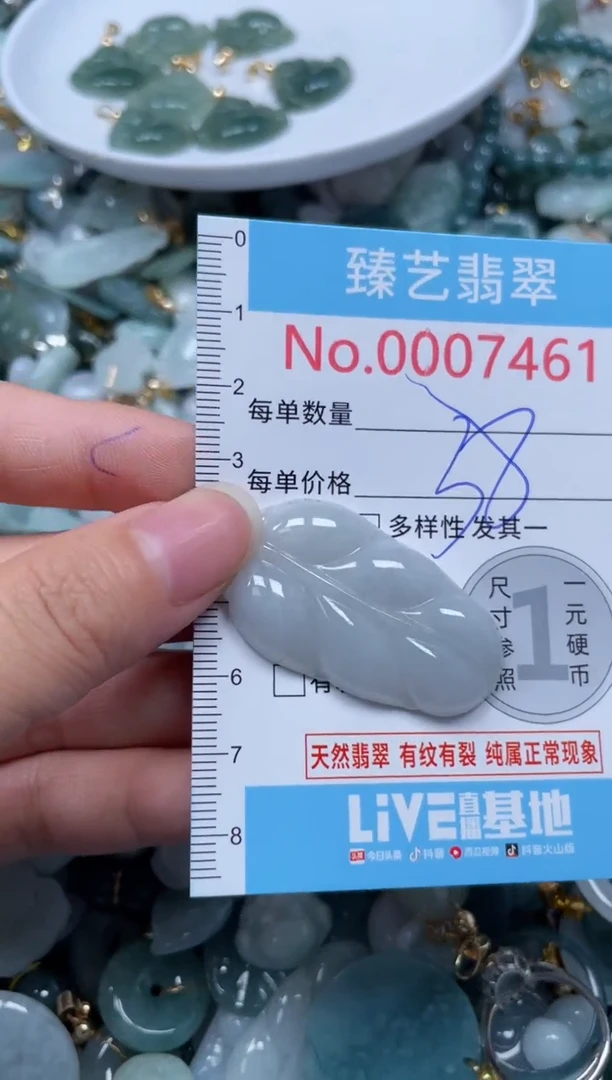 0
臻艺翡翠
1
No.0007461
2
每单数量
58
3
每单价格
多样性 发其一
尺寸参照
1
一元硬币
6
有
7
天然翡翠 有纹有裂 纯属正常现象
LiVE直播基地
8
头条 今日头条 抖音 西瓜视频 抖音火山版